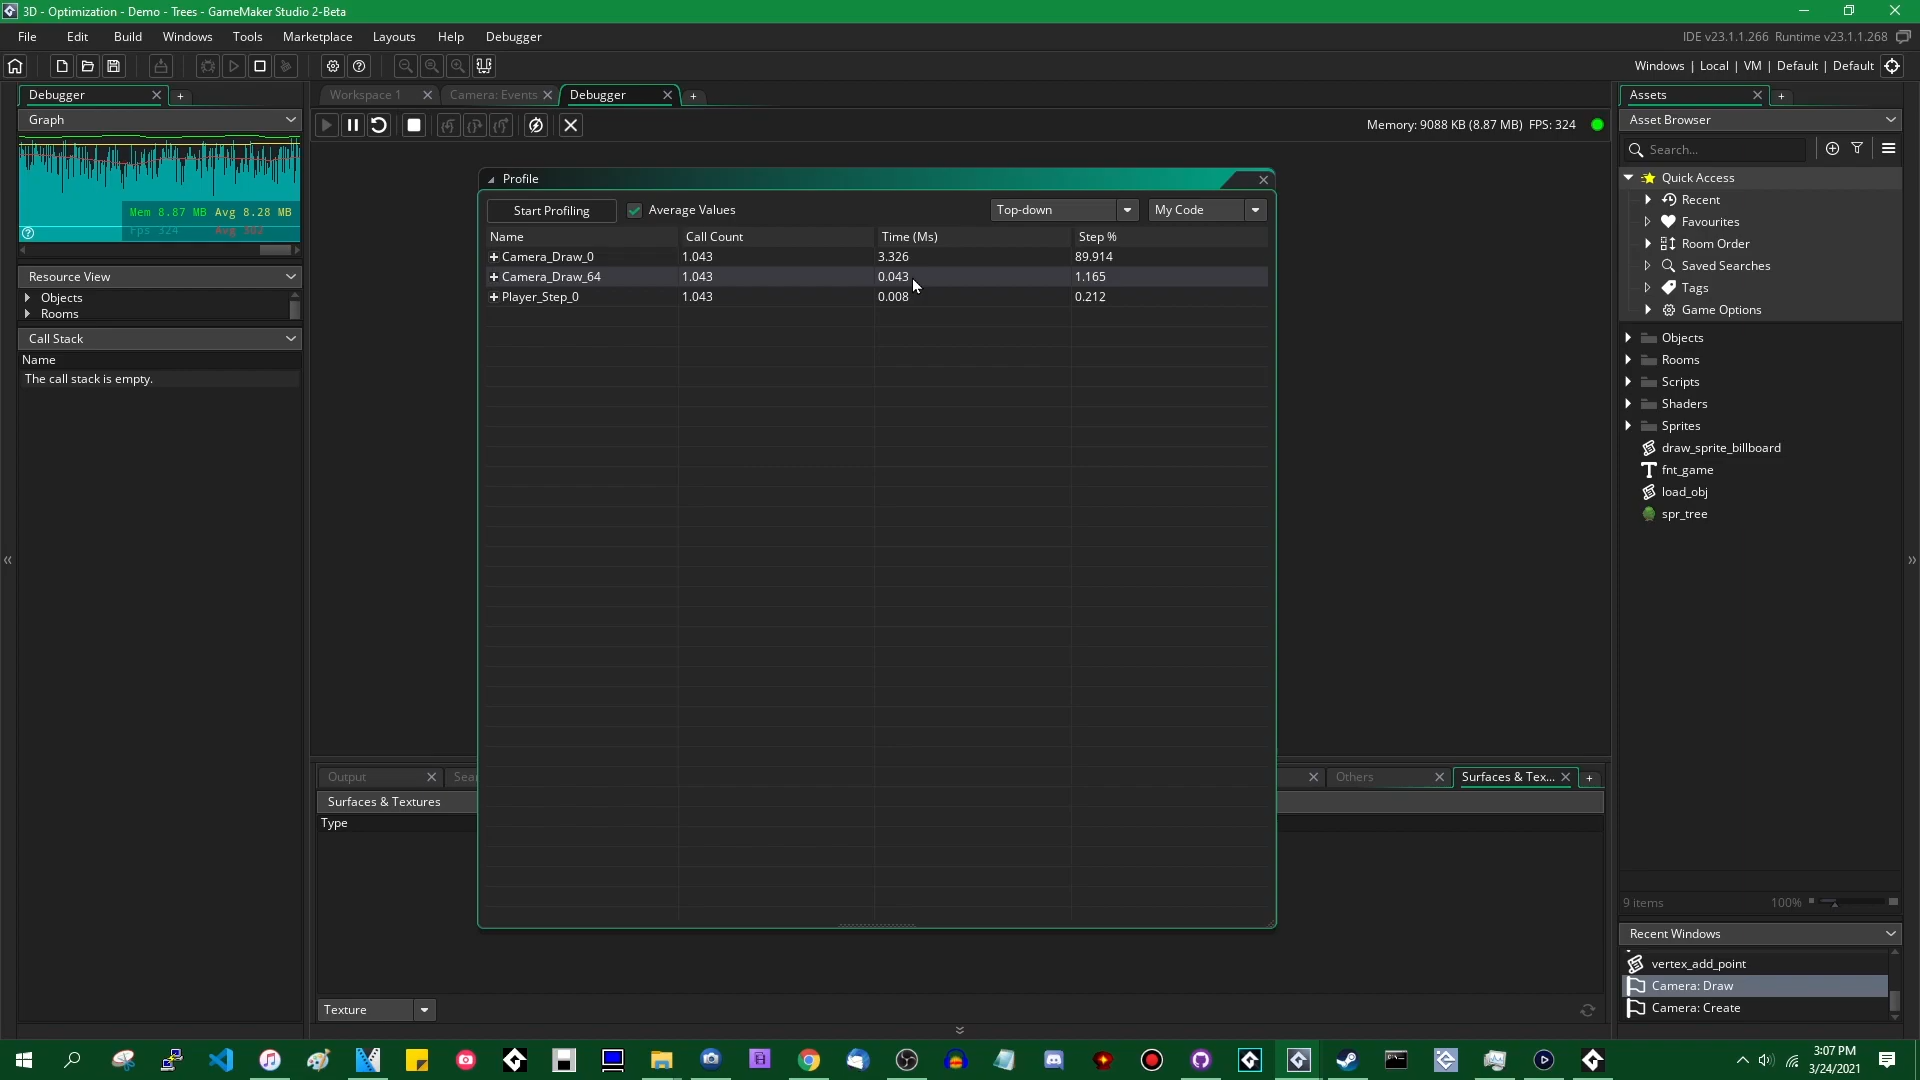 3D - Optimization - Demo - Trees - GameMaker Studio 2-Beta
File Edit Build Windows Tools Marketplace Layouts Help Debugger
IDE v23.1.1.266 Runtime v23.1.1.268
Windows | Local | VM | Default | Default
Debugger
Graph
Mem 8.87 MB Avg 8.28 MB
Fps 324 Avg 302
Resource View
Objects
Rooms
Call Stack
Name
The call stack is empty.
Workspace 1
Camera: Events
Debugger
Memory: 9088 KB (8.87 MB) FPS: 324
Profile
Start Profiling
Average Values
Top-down
My Code
Name Call Count Time (Ms) Step %
Camera_Draw_0 1.043 3.326 89.914
Camera_Draw_64 1.043 0.043 1.165
Player_Step_0 1.043 0.008 0.212
Output
Sear
Others
Surfaces & Tex...
Surfaces & Textures
Type
Texture
Assets
Asset Browser
Search...
Quick Access
Recent
Favourites
Room Order
Saved Searches
Tags
Game Options
Objects
Rooms
Scripts
Shaders
Sprites
draw_sprite_billboard
fnt_game
load_obj
spr_tree
9 items
100%
Recent Windows
vertex_add_point
Camera: Draw
Camera: Create
3:07 PM
3/24/2021